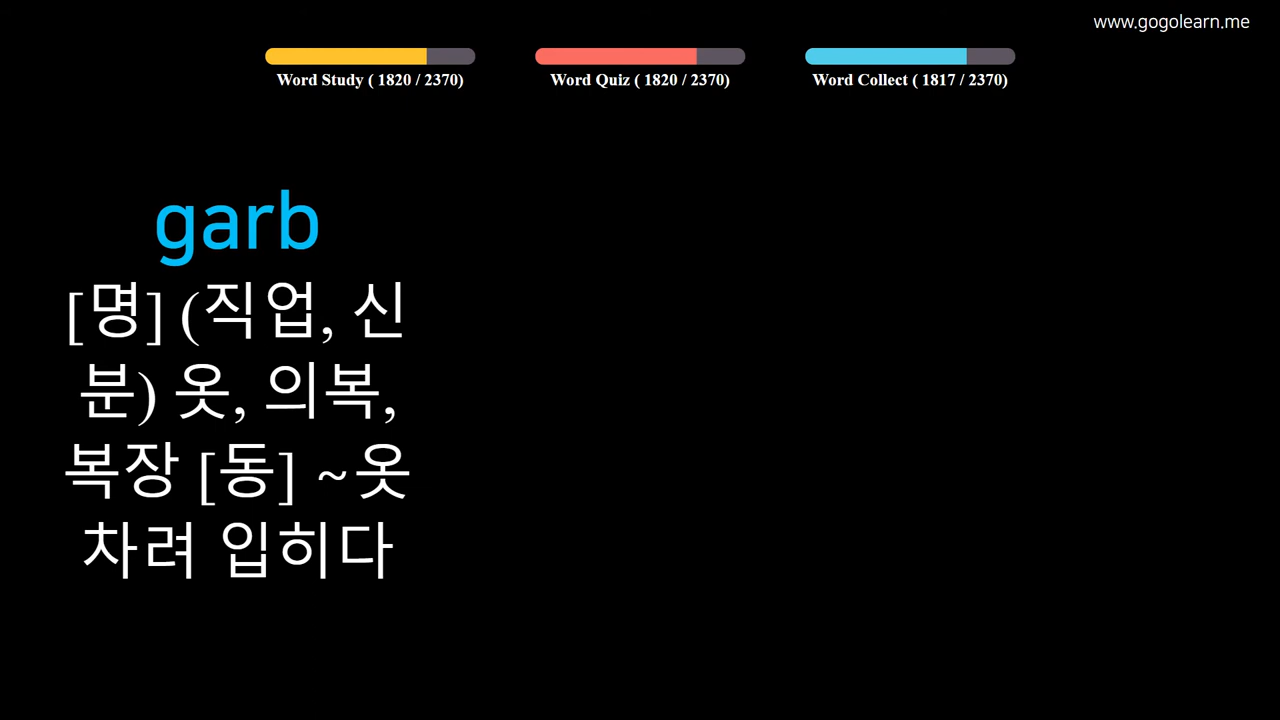 www.gogolearn.me
Word Study ( 1820 / 2370)
Word Quiz ( 1820 / 2370)
Word Collect ( 1817 / 2370)
garb
[명] (직업, 신
분) 옷, 의복,
복장 [동] ~옷
차려 입히다